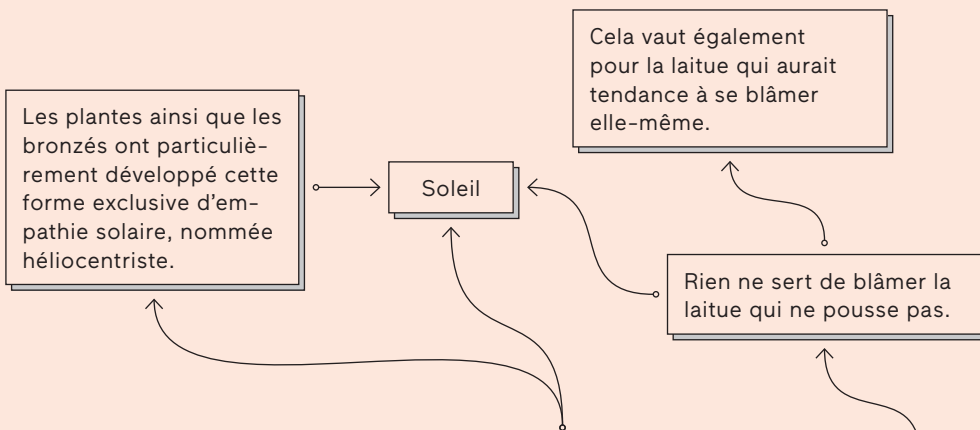 Cela vaut également
pour la laitue qui aurait
tendance à se blâmer
elle-même.
Les plantes ainsi que les
bronzés ont particuliè-
rement développé cette
forme exclusive d'em-
pathie solaire, nommée
héliocentriste.
Soleil
Rien ne sert de blâmer la
laitue qui ne pousse pas.